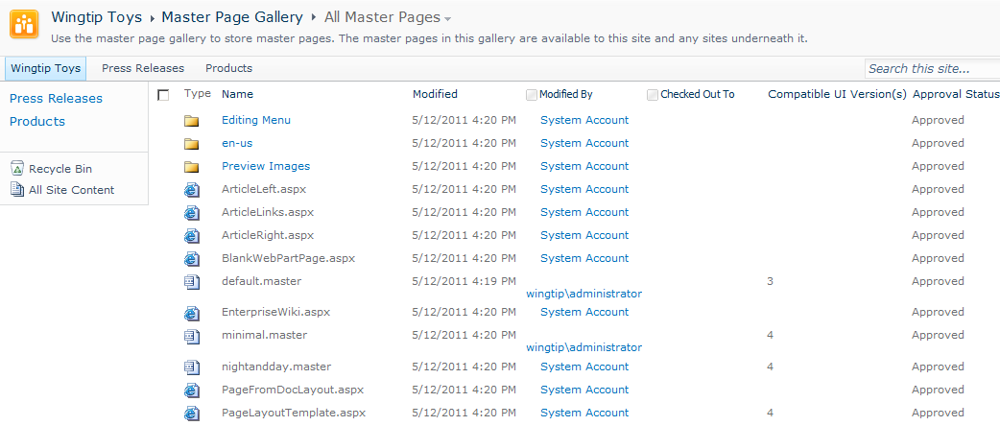 Wingtip Toys › Master Page Gallery › All Master Pages
Use the master page gallery to store master pages. The master pages in this gallery are available to this site and any sites underneath it.
Wingtip Toys Press Releases Products Search this site...
Press Releases
Products
Recycle Bin
All Site Content
Type Name Modified Modified By Checked Out To Compatible UI Version(s) Approval Status
Editing Menu 5/12/2011 4:20 PM System Account Approved
en-us 5/12/2011 4:20 PM System Account Approved
Preview Images 5/12/2011 4:20 PM System Account Approved
ArticleLeft.aspx 5/12/2011 4:20 PM System Account Approved
ArticleLinks.aspx 5/12/2011 4:20 PM System Account Approved
ArticleRight.aspx 5/12/2011 4:20 PM System Account Approved
BlankWebPartPage.aspx 5/12/2011 4:20 PM System Account Approved
default.master 5/12/2011 4:19 PM 3 Approved
wingtip\administrator
EnterpriseWiki.aspx 5/12/2011 4:20 PM System Account Approved
minimal.master 5/12/2011 4:20 PM 4 Approved
wingtip\administrator
nightandday.master 5/12/2011 4:20 PM System Account 4 Approved
PageFromDocLayout.aspx 5/12/2011 4:20 PM System Account Approved
PageLayoutTemplate.aspx 5/12/2011 4:20 PM System Account 4 Approved